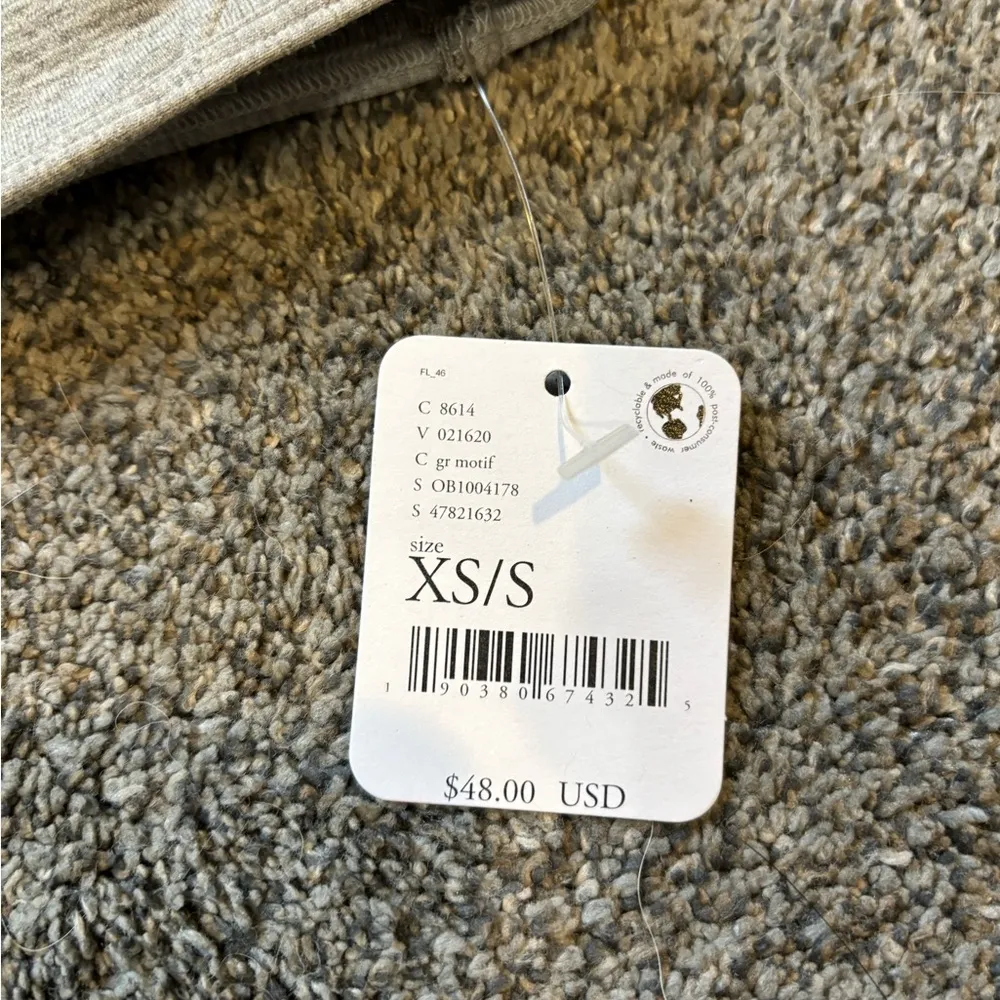 FL_46
C 8614
V 021620
C gr motif
S OB1004178
S 47821632
size
XS/S
1 90380 67432 5
$48.00 USD
recyclable & made of 100% post-consumer waste •